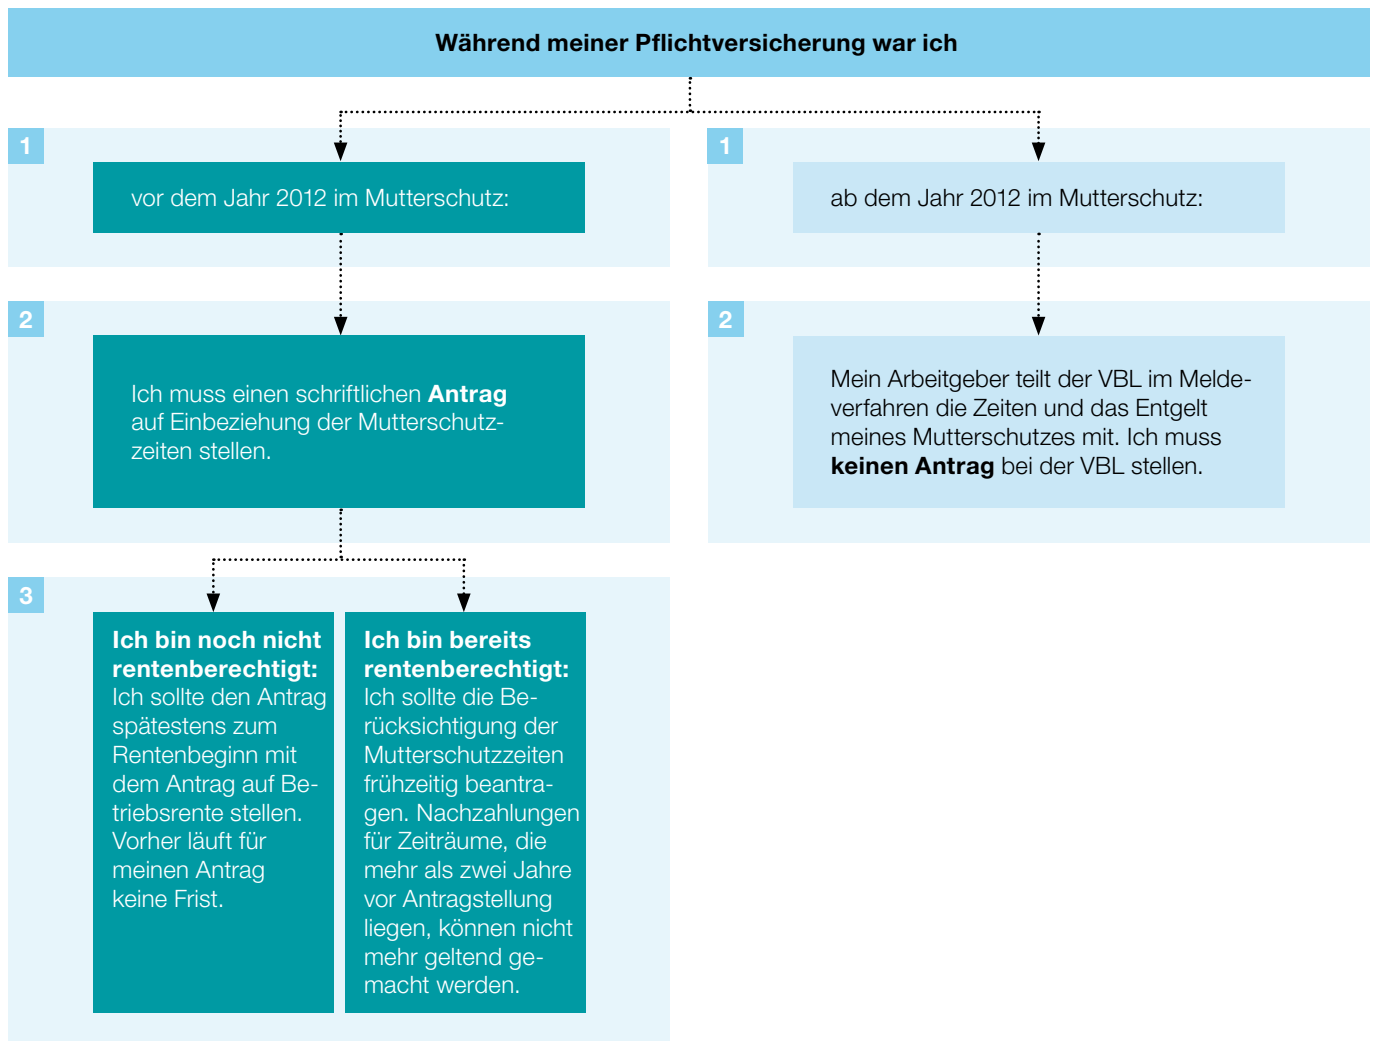 Während meiner Pflichtversicherung war ich
1
vor dem Jahr 2012 im Mutterschutz:
2
Ich muss einen schriftlichen Antrag
auf Einbeziehung der Mutterschutz-
zeiten stellen.
3
Ich bin noch nicht
rentenberechtigt:
Ich sollte den Antrag
spätestens zum
Rentenbeginn mit
dem Antrag auf Be-
triebsrente stellen.
Vorher läuft für
meinen Antrag
keine Frist.
Ich bin bereits
rentenberechtigt:
Ich sollte die Be-
rücksichtigung der
Mutterschutzzeiten
frühzeitig beantra-
gen. Nachzahlungen
für Zeiträume, die
mehr als zwei Jahre
vor Antragstellung
liegen, können nicht
mehr geltend ge-
macht werden.
1
ab dem Jahr 2012 im Mutterschutz:
2
Mein Arbeitgeber teilt der VBL im Melde-
verfahren die Zeiten und das Entgelt
meines Mutterschutzes mit. Ich muss
keinen Antrag bei der VBL stellen.